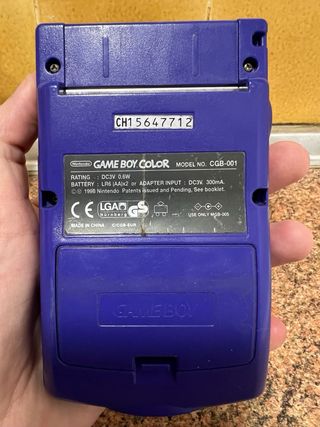 CH15647712
Nintendo GAME BOY COLOR MODEL NO. CGB-001
RATING : DC3V 0.6W
BATTERY : LR6 (AA)x2 or ADAPTER INPUT : DC3V, 300mA
©1998 Nintendo Patents issued and Pending. See booklet.
CE LGA Nürnberg GS USE ONLY MGB-005
MADE IN CHINA C/CGB-EUR
GAME BOY